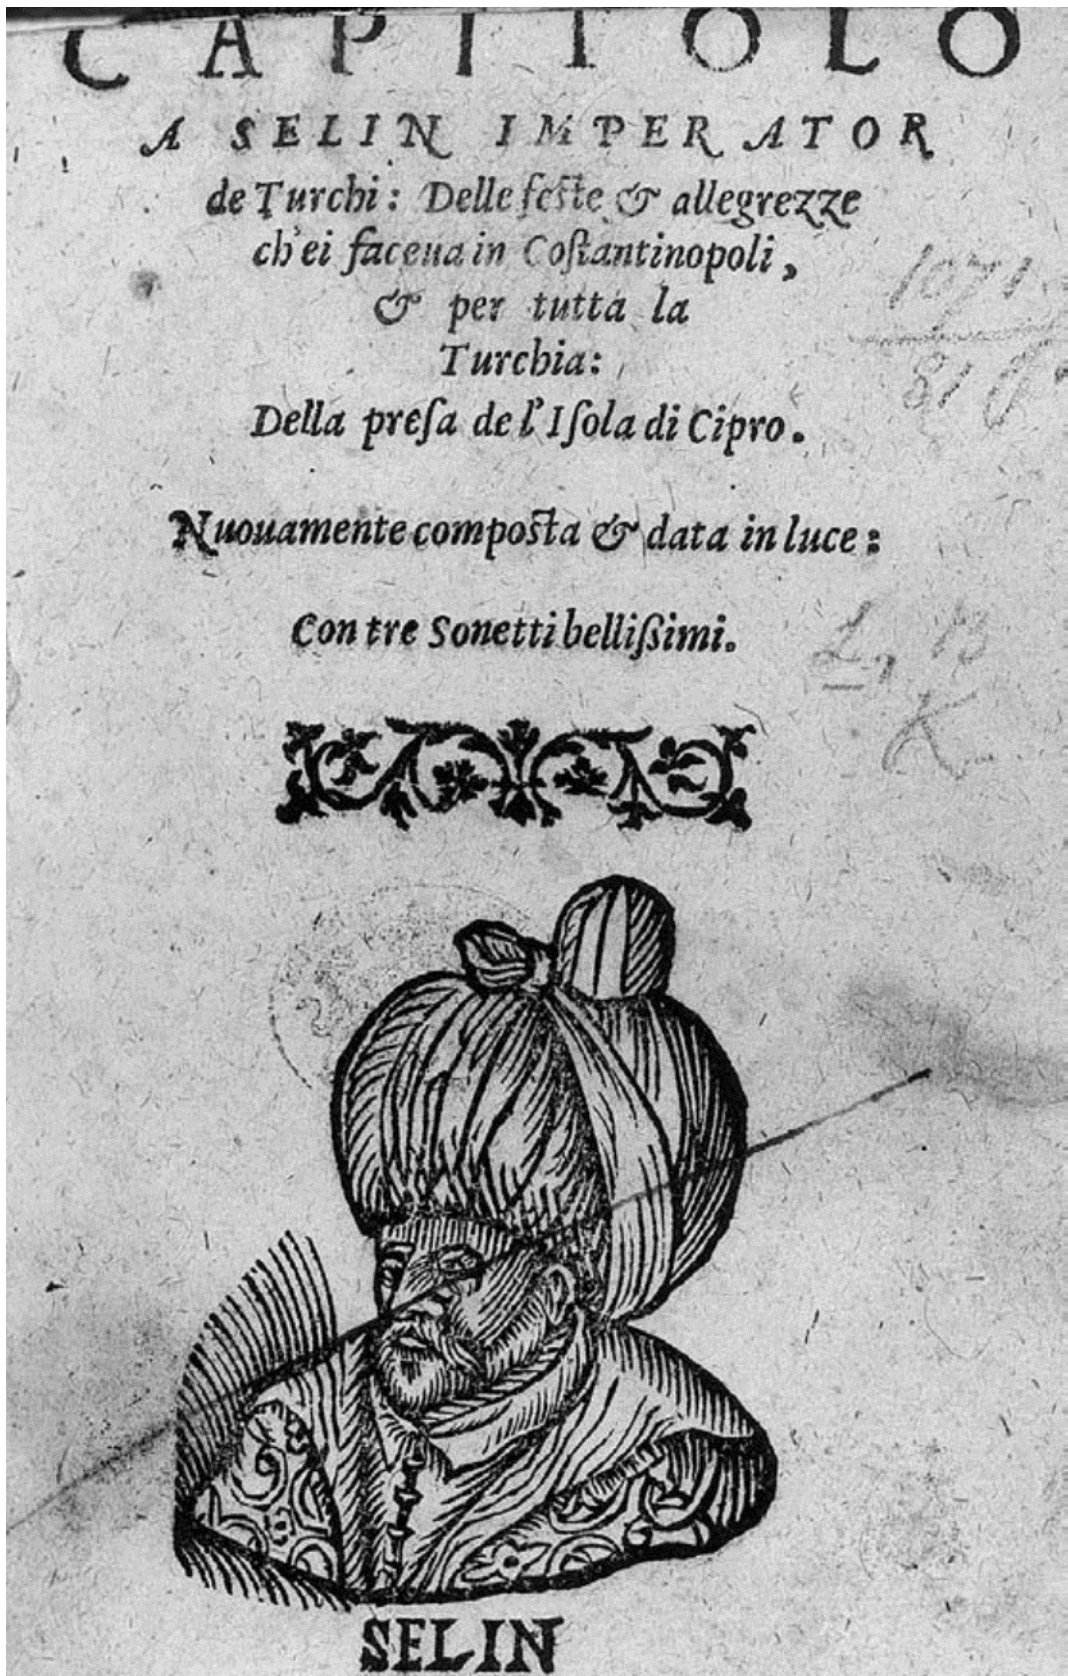 CAPITOLO
A SELIN IMPERATOR
de Turchi: Delle feſte & allegrezze
ch'ei faceua in Coſtantinopoli,
& per tutta la
Turchia:
Della preſa de l'Iſola di Cipro.
Nuouamente compoſta & data in luce:
Con tre Sonetti belliſſimi.
SELIN